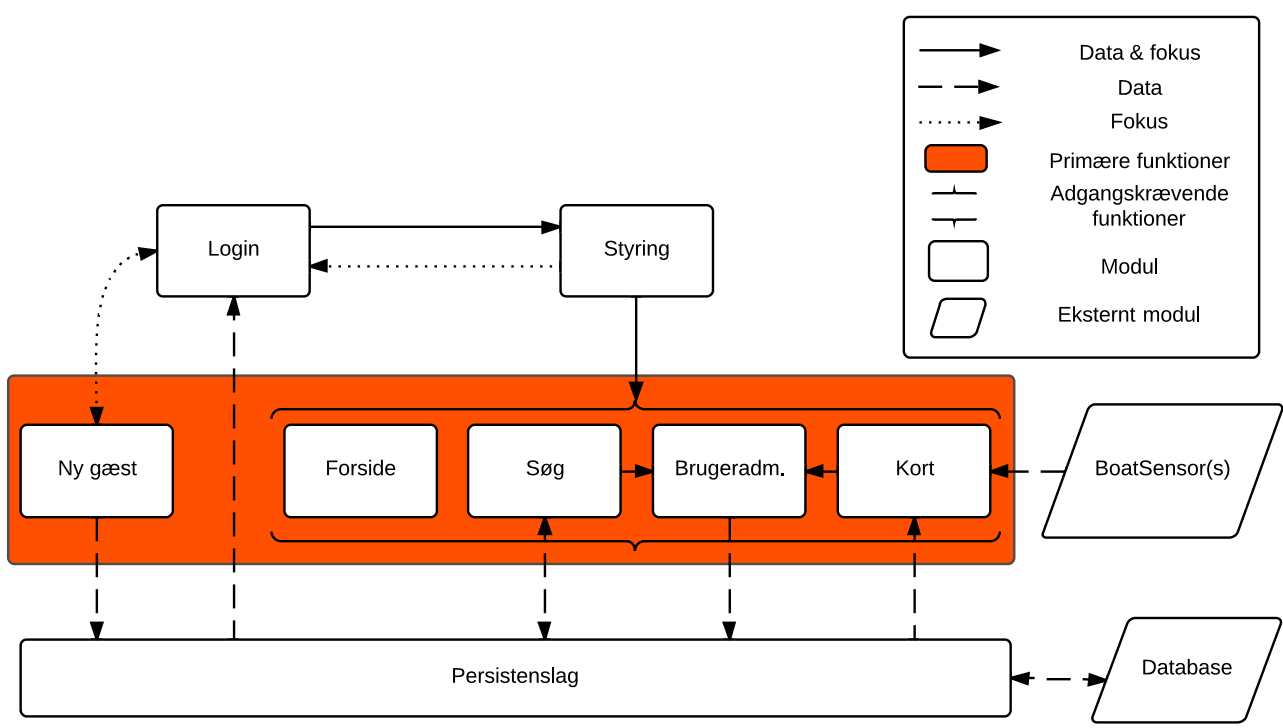 Data & fokus
Data
Fokus
Primære funktioner
Adgangskrævende
funktioner
Modul
Eksternt modul
Login
Styring
Ny gæst
Forside
Søg
Brugeradm.
Kort
BoatSensor(s)
Persistenslag
Database